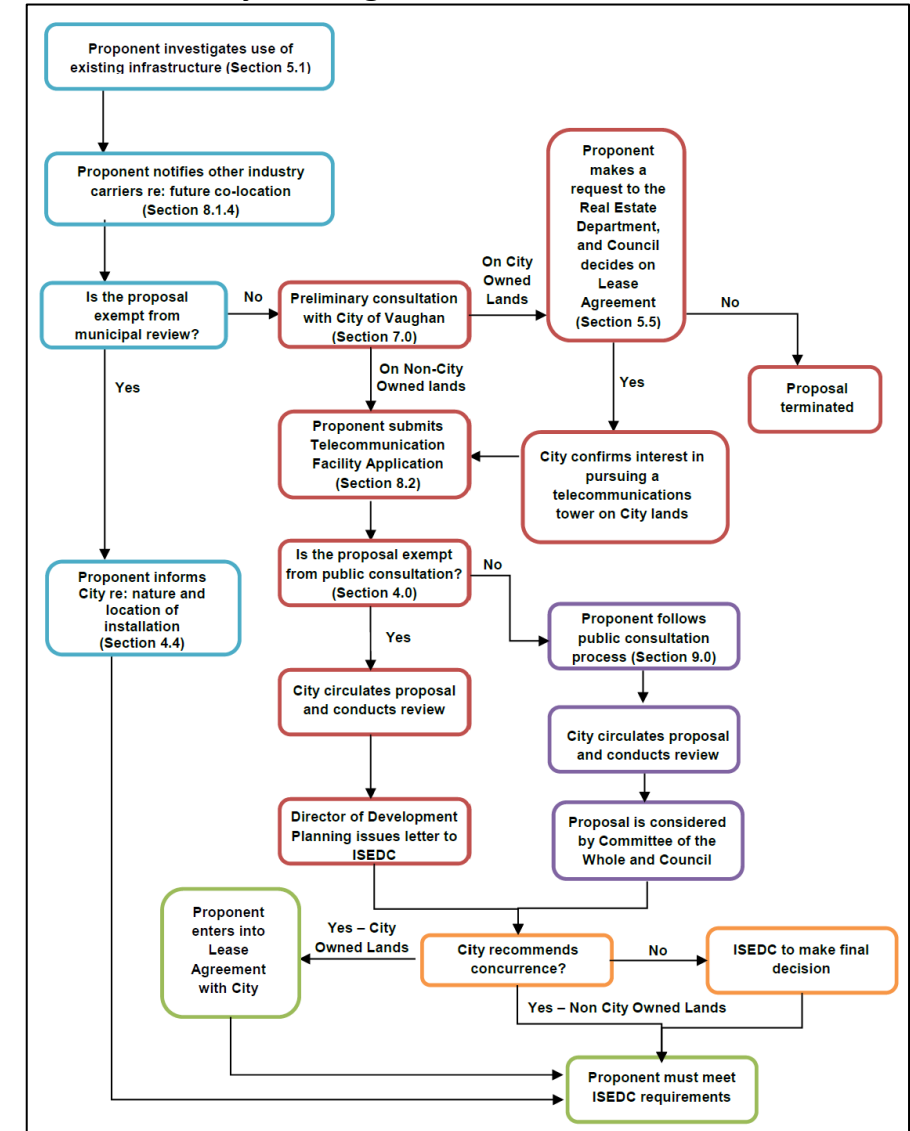 Proponent investigates use of
existing infrastructure (Section 5.1)
Proponent notifies other industry
carriers re: future co-location
(Section 8.1.4)
Proponent
makes a
request to the
Real Estate
Department,
and Council
decides on
Lease
Agreement
(Section 5.5)
On City
Owned
Lands
Is the proposal
exempt from
municipal review?
No
Preliminary consultation
with City of Vaughan
(Section 7.0)
No
Yes
On Non-City
Owned lands
Yes
Proposal
terminated
Proponent submits
Telecommunication
Facility Application
(Section 8.2)
City confirms interest in
pursuing a
telecommunications
tower on City lands
Is the proposal exempt
from public consultation?
(Section 4.0)
No
Proponent informs
City re: nature and
location of
installation
(Section 4.4)
Yes
Proponent follows
public consultation
process (Section 9.0)
City circulates proposal
and conducts review
City circulates proposal
and conducts review
Director of Development
Planning issues letter to
ISEDC
Proposal is considered
by Committee of the
Whole and Council
Proponent
enters into
Lease
Agreement
with City
Yes – City
Owned Lands
City recommends
concurrence?
No
ISEDC to make final
decision
Yes – Non City Owned Lands
Proponent must meet
ISEDC requirements